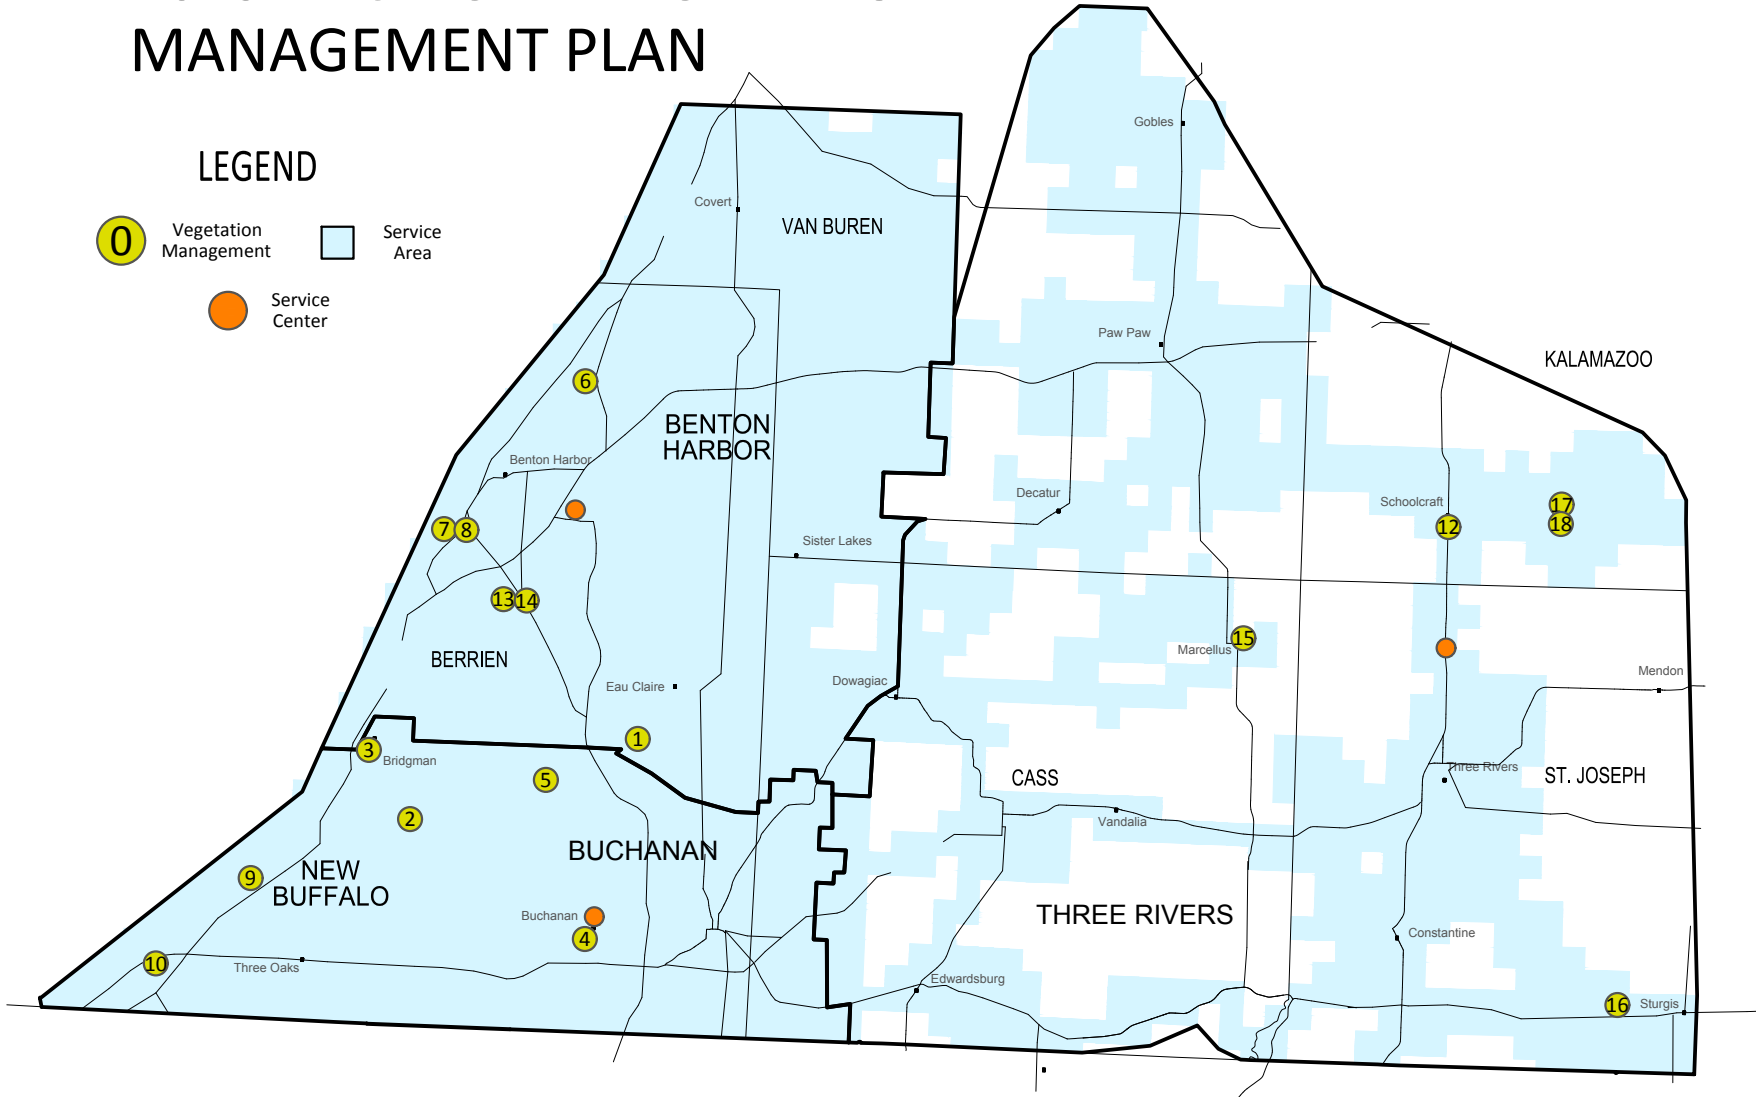 MANAGEMENT PLAN
LEGEND
0
Vegetation
Management
Service
Area
Service
Center
Gobles
Covert
VAN BUREN
Paw Paw
KALAMAZOO
6
BENTON
HARBOR
Benton Harbor
Decatur
Schoolcraft
17
7
8
12
18
Sister Lakes
13
14
15
Marcellus
BERRIEN
Mendon
Eau Claire
Dowagiac
1
3
Bridgman
5
CASS
Three Rivers
ST. JOSEPH
2
Vandalia
BUCHANAN
9
NEW
BUFFALO
Buchanan
THREE RIVERS
4
Constantine
10
Three Oaks
Edwardsburg
16
Sturgis